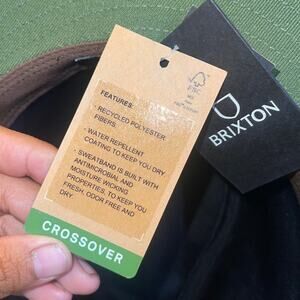 FEATURES:
- RECYCLED POLYESTER
FIBERS
- WATER REPELLENT
COATING TO KEEP YOU DRY
- SWEATBAND IS BUILT WITH
ANTIMICROBIAL AND
MOISTURE WICKING
PROPERTIES, TO KEEP YOU
FRESH, ODOR FREE AND
DRY
CROSSOVER
FSC
BRIXTON